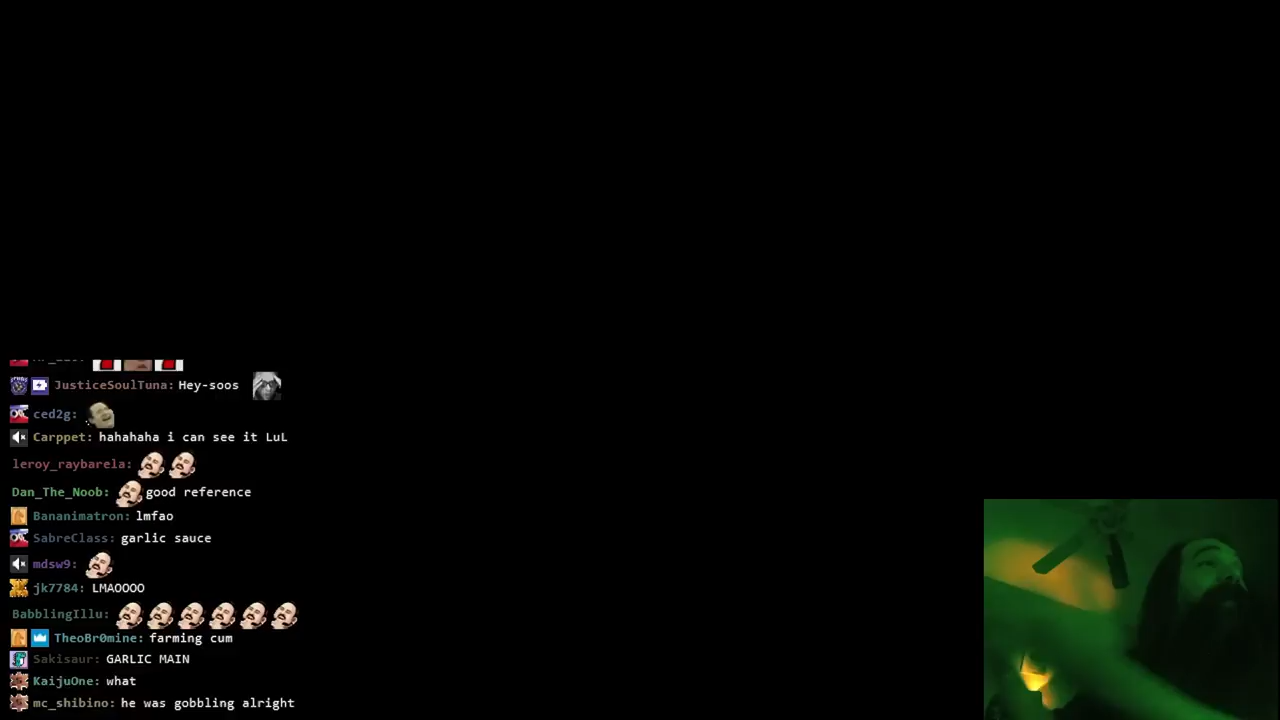 JusticeSoulTuna: Hey-soos
ced2g:
Carppet: hahahaha i can see it LuL
leroy_raybarela:
Dan_The_Noob: good reference
Bananimatron: lmfao
SabreClass: garlic sauce
mdsw9:
jk7784: LMAOOOO
BabblingIllu:
TheoBr0mine: farming cum
Sakisaur: GARLIC MAIN
KaijuOne: what
mc_shibino: he was gobbling alright